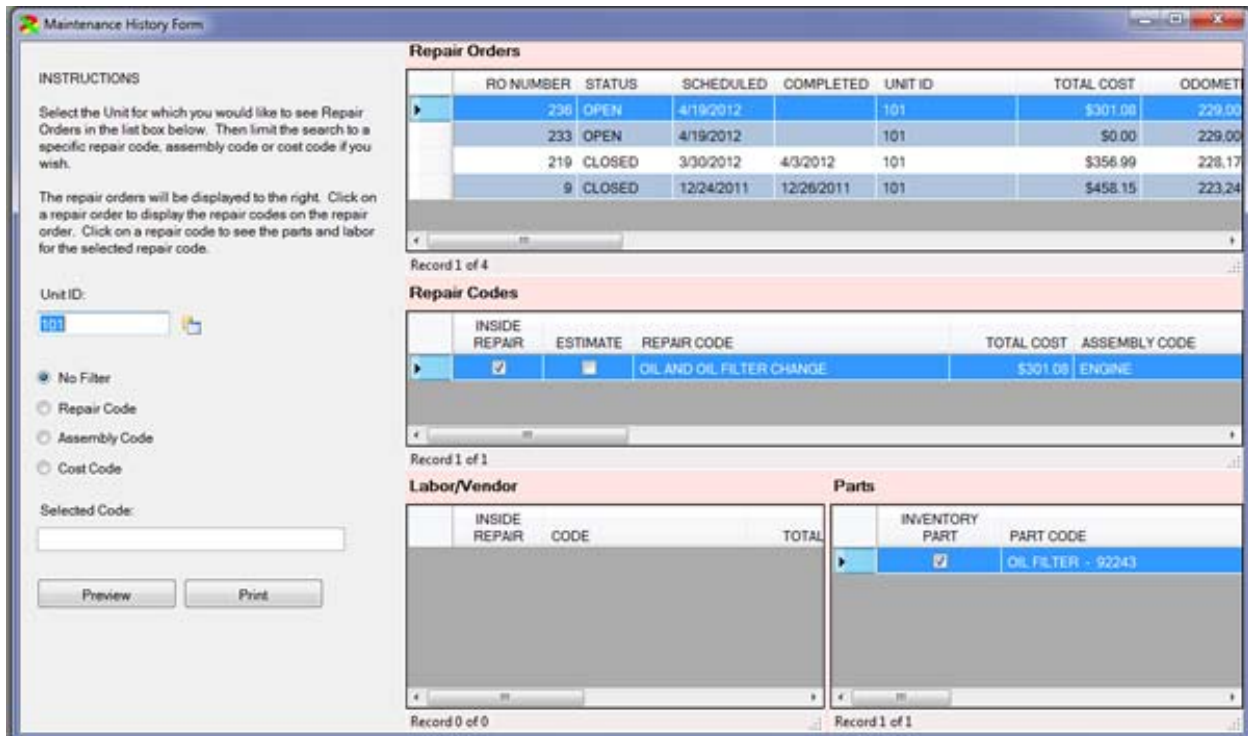 Maintenance History Form
INSTRUCTIONS
Select the Unit for which you would like to see Repair
Orders in the list box below. Then limit the search to a
specific repair code, assembly code or cost code if you
wish.
The repair orders will be displayed to the right. Click on
a repair order to display the repair codes on the repair
order. Click on a repair code to see the parts and labor
for the selected repair code.
Unit ID:
101
No Filter
Repair Code
Assembly Code
Cost Code
Selected Code:
Preview Print
Repair Orders
RO NUMBER STATUS SCHEDULED COMPLETED UNIT ID TOTAL COST ODOMET
236 OPEN 4/19/2012 101 $301.08 229,00
233 OPEN 4/19/2012 101 $0.00 229,00
219 CLOSED 3/30/2012 4/3/2012 101 $356.99 228,17
9 CLOSED 12/24/2011 12/26/2011 101 $458.15 223,24
Record 1 of 4
Repair Codes
INSIDE
REPAIR ESTIMATE REPAIR CODE TOTAL COST ASSEMBLY CODE
OIL AND OIL FILTER CHANGE $301.08 ENGINE
Record 1 of 1
Labor/Vendor
INSIDE
REPAIR CODE TOTAL
Record 0 of 0
Parts
INVENTORY
PART PART CODE
OIL FILTER - 92243
Record 1 of 1